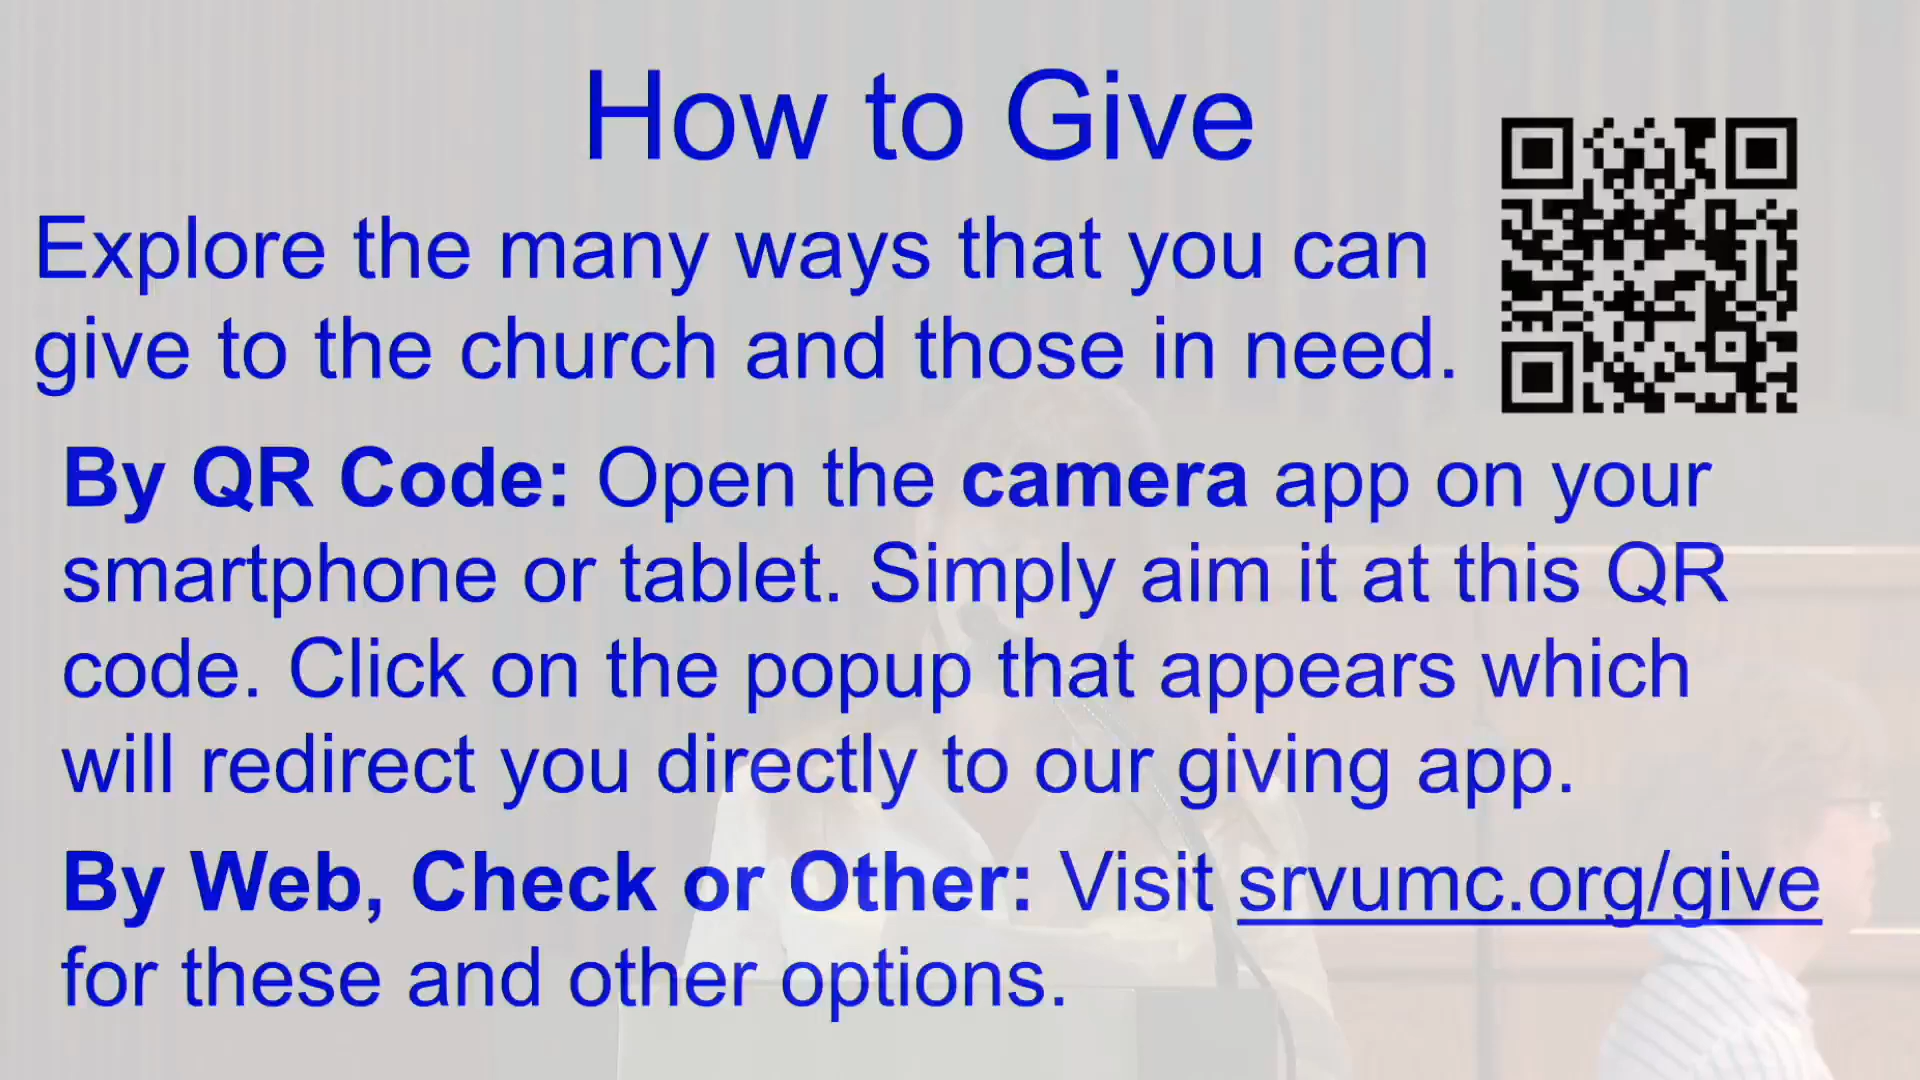 How to Give
Explore the many ways that you can
give to the church and those in need.
By QR Code: Open the camera app on your
smartphone or tablet. Simply aim it at this QR
code. Click on the popup that appears which
will redirect you directly to our giving app.
By Web, Check or Other: Visit srvumc.org/give
for these and other options.